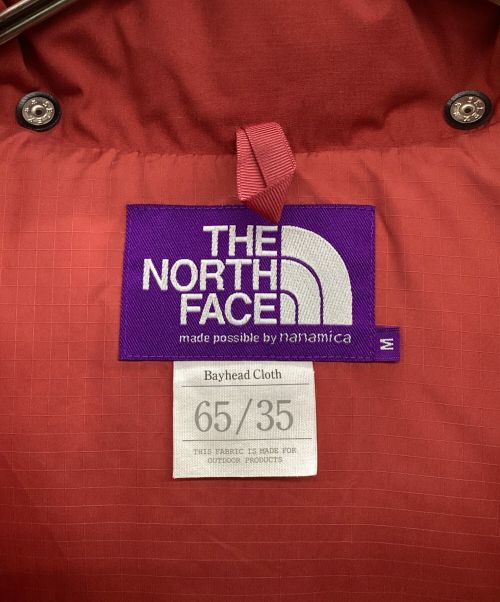 THE
NORTH
FACE
made possible by nanamica
M
Bayhead Cloth
65/35
THIS FABRIC IS MADE FOR
OUTDOOR PRODUCTS